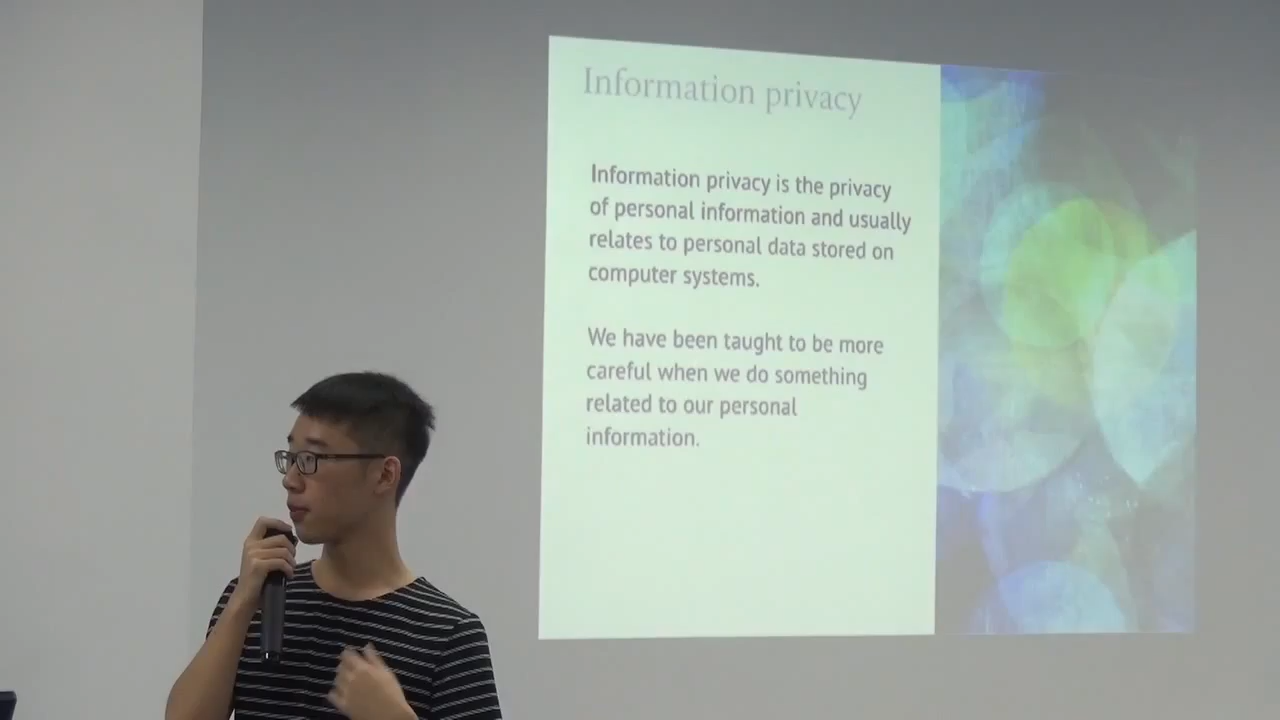 Information privacy
Information privacy is the privacy
of personal information and usually
relates to personal data stored on
computer systems.
We have been taught to be more
careful when we do something
related to our personal
information.